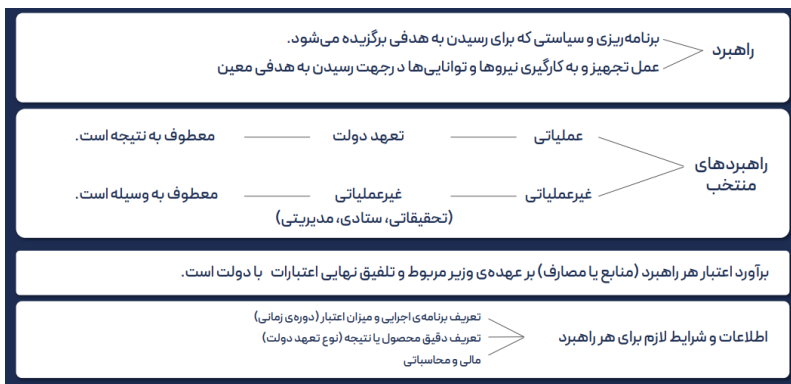 راهبرد
برنامه‌ریزی و سیاستی که برای رسیدن به هدفی برگزیده می‌شود.
عمل تجهیز و به کارگیری نیروها و توانایی‌ها در جهت رسیدن به هدفی معین
راهبردهای
منتخب
عملیاتی تعهد دولت معطوف به نتیجه است.
غیرعملیاتی غیرعملیاتی معطوف به وسیله است.
(تحقیقاتی، ستادی، مدیریتی)
برآورد اعتبار هر راهبرد (منابع یا مصارف) بر عهده‌ی وزیر مربوط و تلفیق نهایی اعتبارات با دولت است.
اطلاعات و شرایط لازم برای هر راهبرد
تعریف برنامه‌ی اجرایی و میزان اعتبار (دوره‌ی زمانی)
تعریف دقیق محصول یا نتیجه (نوع تعهد دولت)
مالی و محاسباتی